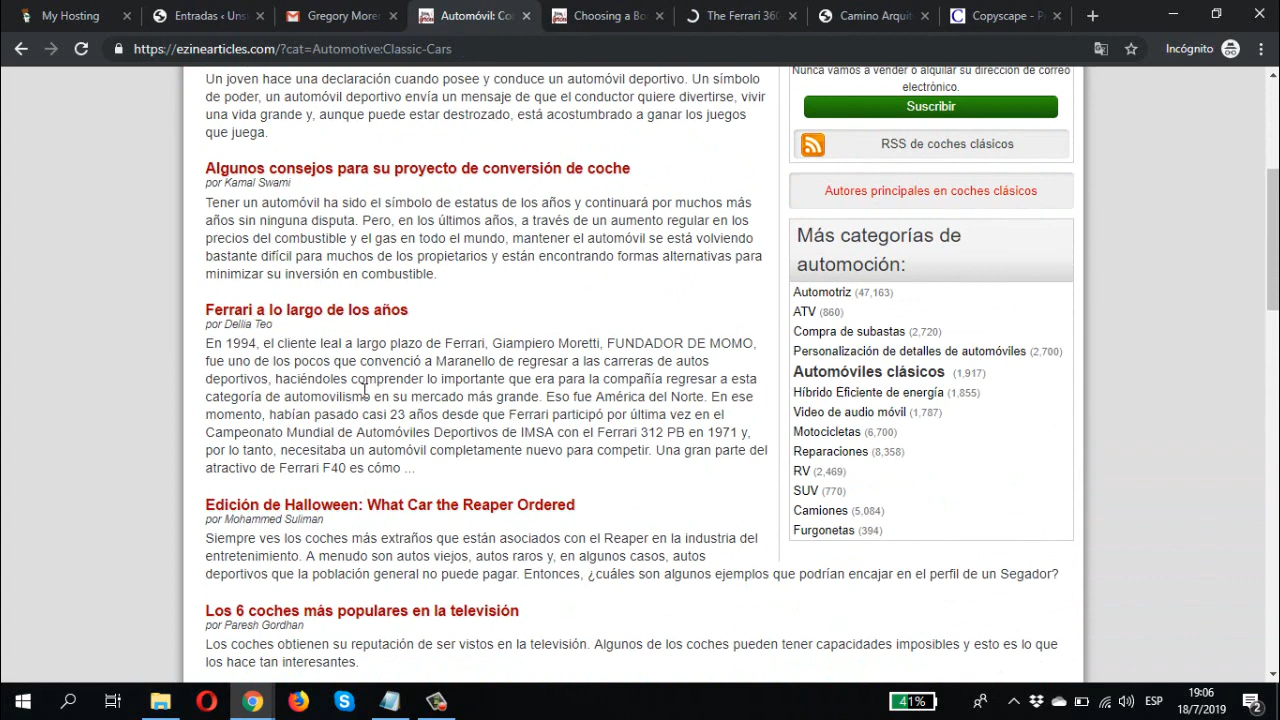 My Hosting
Entradas ‹ Uns
Gregory More
Automóvil: Co
Choosing a Bo
The Ferrari 360
Camino Arquit
Copyscape - P
https://ezinearticles.com/?cat=Automotive:Classic-Cars
Incógnito
Un joven hace una declaración cuando posee y conduce un automóvil deportivo. Un símbolo
de poder, un automóvil deportivo envía un mensaje de que el conductor quiere divertirse, vivir
una vida grande y, aunque puede estar destrozado, está acostumbrado a ganar los juegos
que juega.
Algunos consejos para su proyecto de conversión de coche
por Kamal Swami
Tener un automóvil ha sido el símbolo de estatus de los años y continuará por muchos más
años sin ninguna disputa. Pero, en los últimos años, a través de un aumento regular en los
precios del combustible y el gas en todo el mundo, mantener el automóvil se está volviendo
bastante difícil para muchos de los propietarios y están encontrando formas alternativas para
minimizar su inversión en combustible.
Ferrari a lo largo de los años
por Dellia Teo
En 1994, el cliente leal a largo plazo de Ferrari, Giampiero Moretti, FUNDADOR DE MOMO,
fue uno de los pocos que convenció a Maranello de regresar a las carreras de autos
deportivos, haciéndoles comprender lo importante que era para la compañía regresar a esta
categoría de automovilismo en su mercado más grande. Eso fue América del Norte. En ese
momento, habían pasado casi 23 años desde que Ferrari participó por última vez en el
Campeonato Mundial de Automóviles Deportivos de IMSA con el Ferrari 312 PB en 1971 y,
por lo tanto, necesitaba un automóvil completamente nuevo para competir. Una gran parte del
atractivo de Ferrari F40 es cómo ...
Edición de Halloween: What Car the Reaper Ordered
por Mohammed Suliman
Siempre ves los coches más extraños que están asociados con el Reaper en la industria del
entretenimiento. A menudo son autos viejos, autos raros y, en algunos casos, autos
deportivos que la población general no puede pagar. Entonces, ¿cuáles son algunos ejemplos que podrían encajar en el perfil de un Segador?
Los 6 coches más populares en la televisión
por Paresh Gordhan
Los coches obtienen su reputación de ser vistos en la televisión. Algunos de los coches pueden tener capacidades imposibles y esto es lo que
los hace tan interesantes.
Nunca vamos a vender o alquilar su dirección de correo
electrónico.
Suscribir
RSS de coches clásicos
Autores principales en coches clásicos
Más categorías de
automoción:
Automotriz (47,163)
ATV (860)
Compra de subastas (2,720)
Personalización de detalles de automóviles (2,700)
Automóviles clásicos (1,917)
Híbrido Eficiente de energía (1,855)
Video de audio móvil (1,787)
Motocicletas (6,700)
Reparaciones (8,358)
RV (2,469)
SUV (770)
Camiones (5,084)
Furgonetas (394)
41%
ESP
19:06
18/7/2019
2